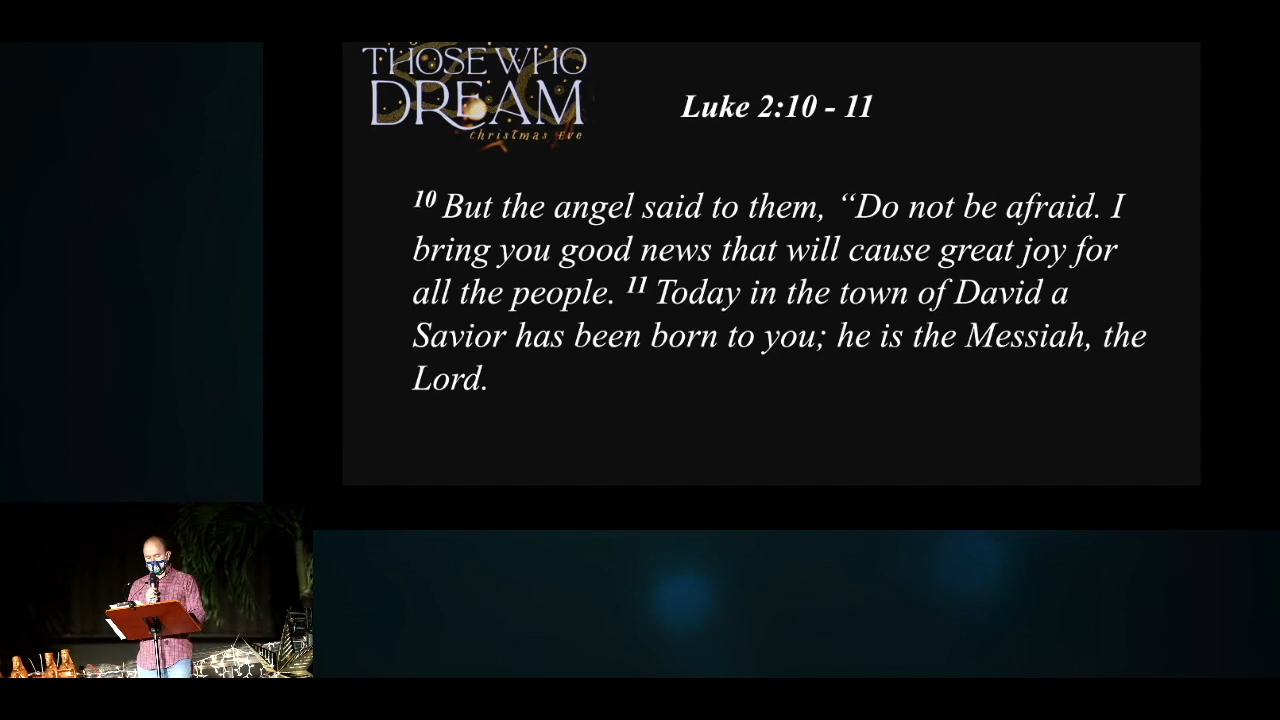 THOSE WHO
DREAM
christmas Eve
Luke 2:10 - 11
10 But the angel said to them, “Do not be afraid. I
bring you good news that will cause great joy for
all the people. 11 Today in the town of David a
Savior has been born to you; he is the Messiah, the
Lord.